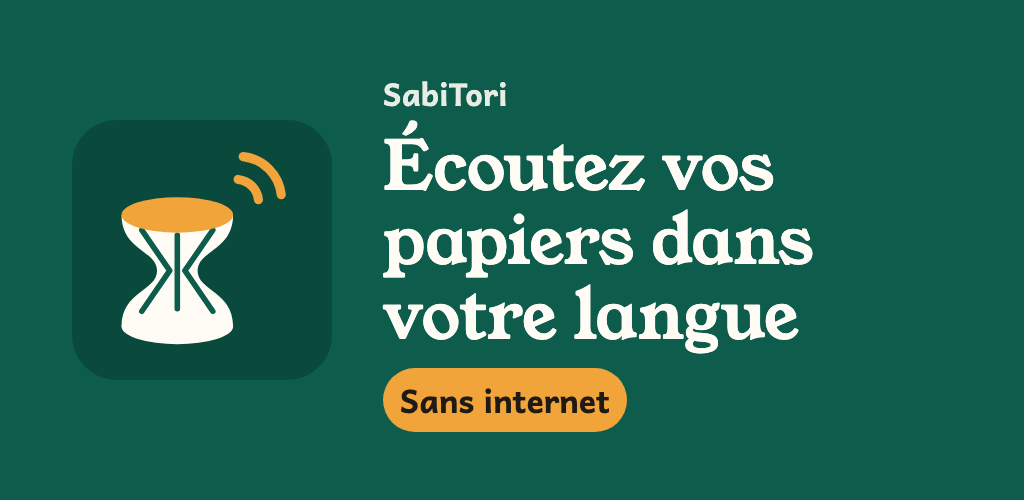 SabiTori
Écoutez vos
papiers dans
votre langue
Sans internet